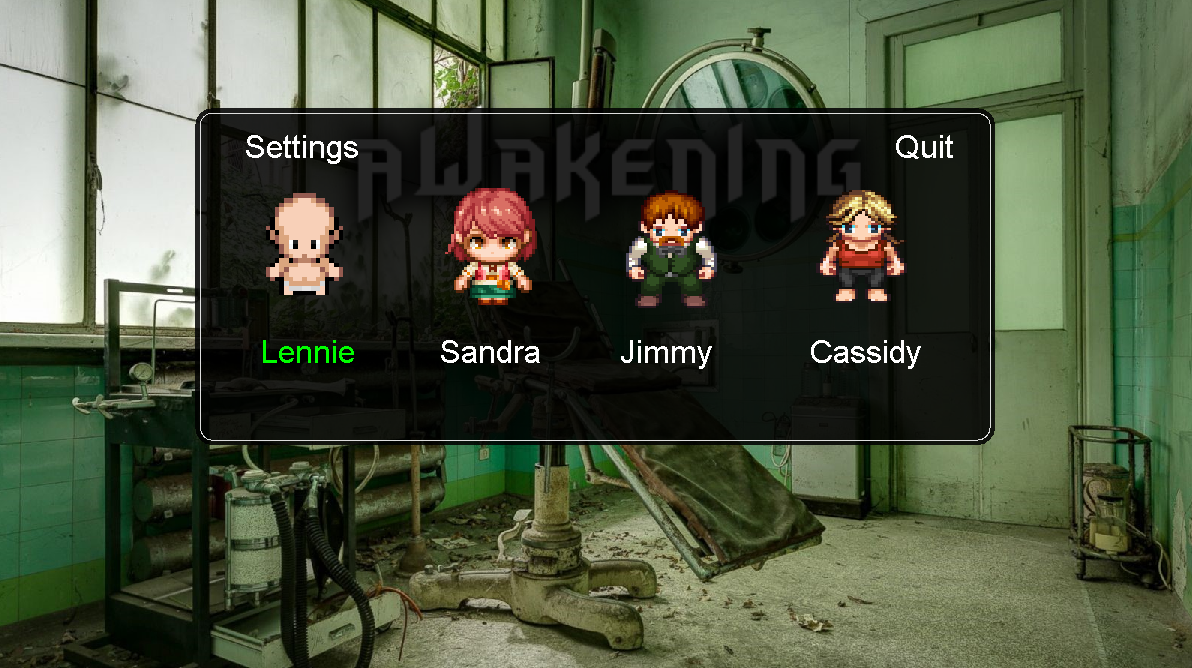 AWAKENING
Settings
Quit
Lennie
Sandra
Jimmy
Cassidy